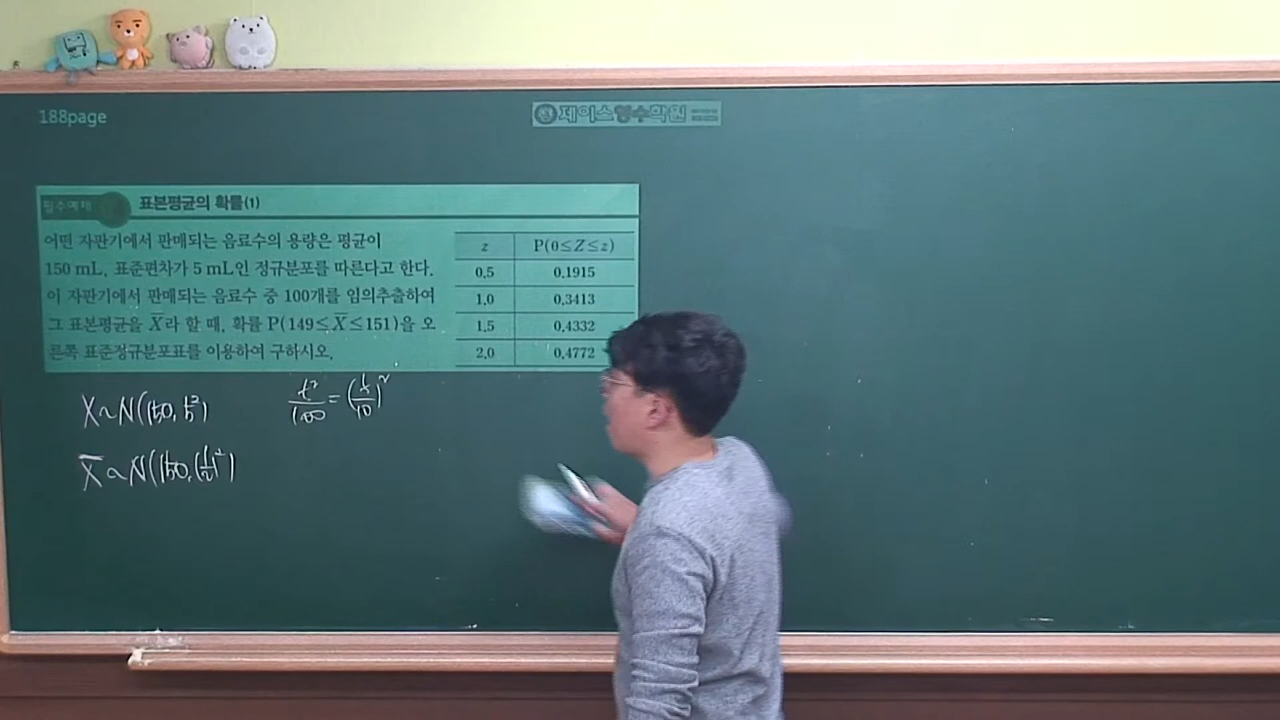 188page
제이스영수학원
필수예제
표본평균의 확률(1)
어떤 자판기에서 판매되는 음료수의 용량은 평균이
150 mL, 표준편차가 5 mL인 정규분포를 따른다고 한다.
이 자판기에서 판매되는 음료수 중 100개를 임의추출하여
그 표본평균을 X̄라 할 때, 확률 P(149≤X̄≤151)을 오
른쪽 표준정규분포표를 이용하여 구하시오.
z P(0≤Z≤z)
0.5 0.1915
1.0 0.3413
1.5 0.4332
2.0 0.4772
X~N(150, 5²)
5²/100 = (5/10)²
X̄~N(150, (1/2)²)